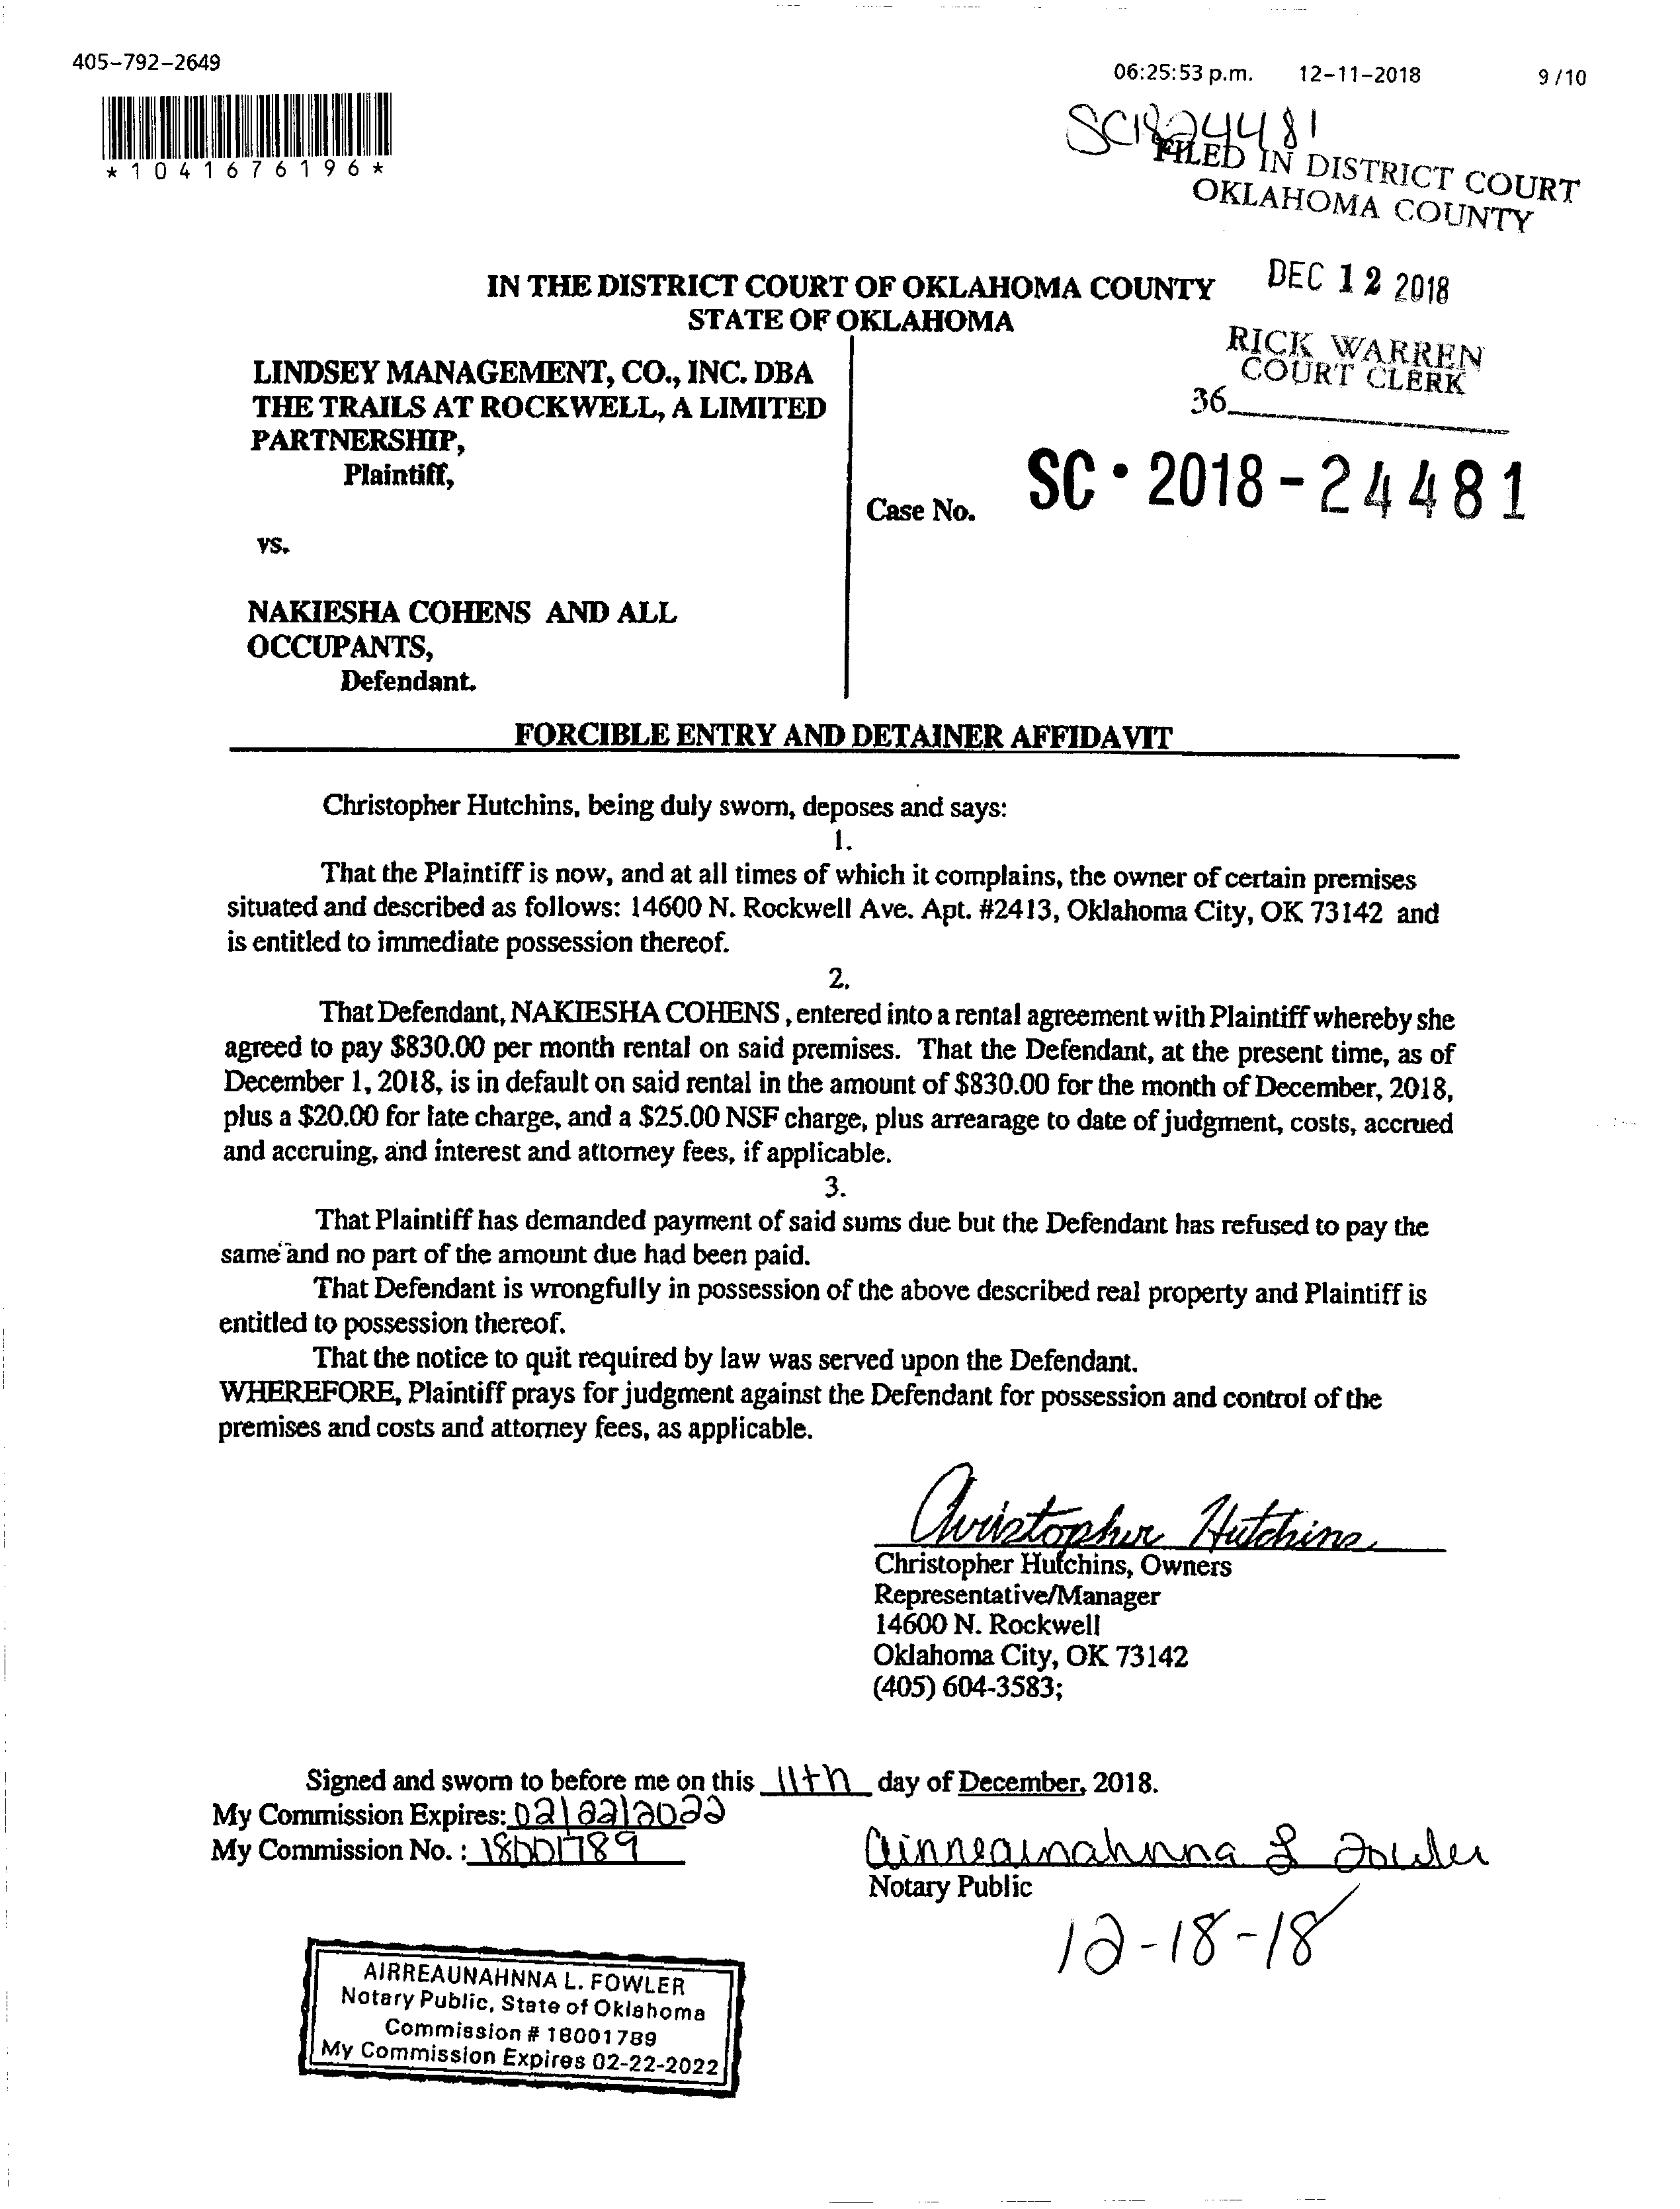 405-792-2649
06:25:53 p.m. 12-11-2018 9 /10
* 1 0 4 1 6 7 6 1 9 6 *
SC1824481
FILED IN DISTRICT COURT
OKLAHOMA COUNTY
DEC 12 2018
RICK WARREN
COURT CLERK
36
IN THE DISTRICT COURT OF OKLAHOMA COUNTY
STATE OF OKLAHOMA
LINDSEY MANAGEMENT, CO., INC. DBA
THE TRAILS AT ROCKWELL, A LIMITED
PARTNERSHIP,
Plaintiff,
Case No. SC • 2018 - 24481
vs.
NAKIESHA COHENS AND ALL
OCCUPANTS,
Defendant.
FORCIBLE ENTRY AND DETAINER AFFIDAVIT
Christopher Hutchins, being duly sworn, deposes and says:
1.
That the Plaintiff is now, and at all times of which it complains, the owner of certain premises
situated and described as follows: 14600 N. Rockwell Ave. Apt. #2413, Oklahoma City, OK 73142 and
is entitled to immediate possession thereof.
2.
That Defendant, NAKIESHA COHENS , entered into a rental agreement with Plaintiff whereby she
agreed to pay $830.00 per month rental on said premises. That the Defendant, at the present time, as of
December 1, 2018, is in default on said rental in the amount of $830.00 for the month of December, 2018,
plus a $20.00 for late charge, and a $25.00 NSF charge, plus arrearage to date of judgment, costs, accrued
and accruing, and interest and attorney fees, if applicable.
3.
That Plaintiff has demanded payment of said sums due but the Defendant has refused to pay the
same and no part of the amount due had been paid.
That Defendant is wrongfully in possession of the above described real property and Plaintiff is
entitled to possession thereof.
That the notice to quit required by law was served upon the Defendant.
WHEREFORE, Plaintiff prays for judgment against the Defendant for possession and control of the
premises and costs and attorney fees, as applicable.
Christopher Hutchins
Christopher Hutchins, Owners
Representative/Manager
14600 N. Rockwell
Oklahoma City, OK 73142
(405) 604-3583;
Signed and sworn to before me on this 11th day of December, 2018.
My Commission Expires: 02/22/2022
My Commission No. : 18001789
Airreaunahnna L Fowler
Notary Public
12-18-18
AIRREAUNAHNNA L. FOWLER
Notary Public, State of Oklahoma
Commission # 18001789
My Commission Expires 02-22-2022